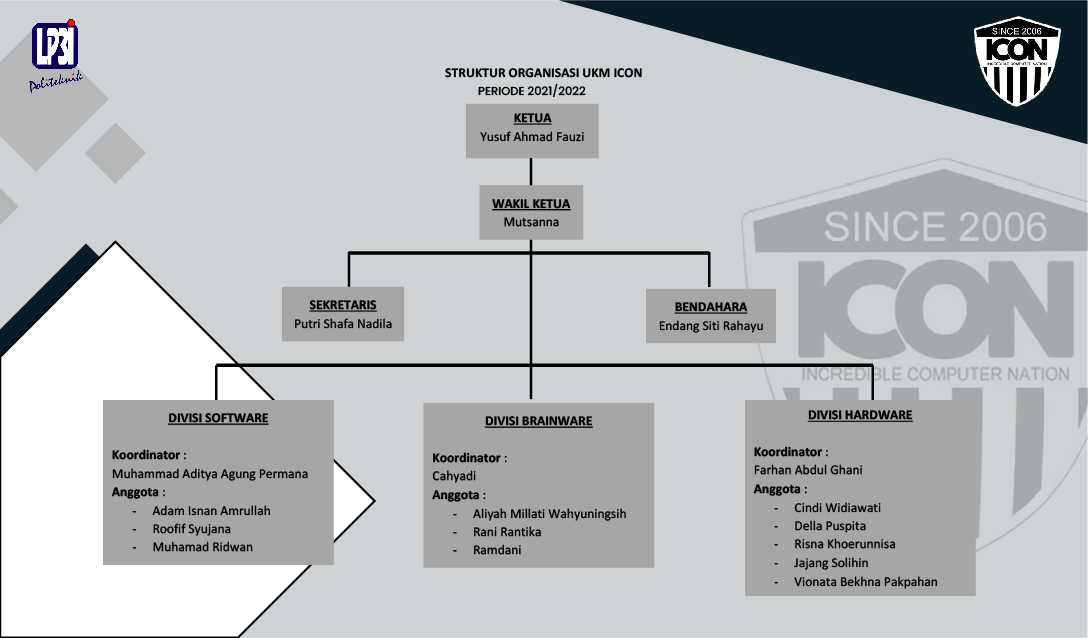 LP3I
Politeknik
SINCE 2006
ICON
INCREDIBLE COMPUTER NATION
STRUKTUR ORGANISASI UKM ICON
PERIODE 2021/2022
KETUA
Yusuf Ahmad Fauzi
WAKIL KETUA
Mutsanna
SEKRETARIS
Putri Shafa Nadila
BENDAHARA
Endang Siti Rahayu
SINCE 2006
ICON
INCREDIBLE COMPUTER NATION
DIVISI SOFTWARE
Koordinator :
Muhammad Aditya Agung Permana
Anggota :
- Adam Isnan Amrullah
- Roofif Syujana
- Muhamad Ridwan
DIVISI BRAINWARE
Koordinator :
Cahyadi
Anggota :
- Aliyah Millati Wahyuningsih
- Rani Rantika
- Ramdani
DIVISI HARDWARE
Koordinator :
Farhan Abdul Ghani
Anggota :
- Cindi Widiawati
- Della Puspita
- Risna Khoerunnisa
- Jajang Solihin
- Vionata Bekhna Pakpahan